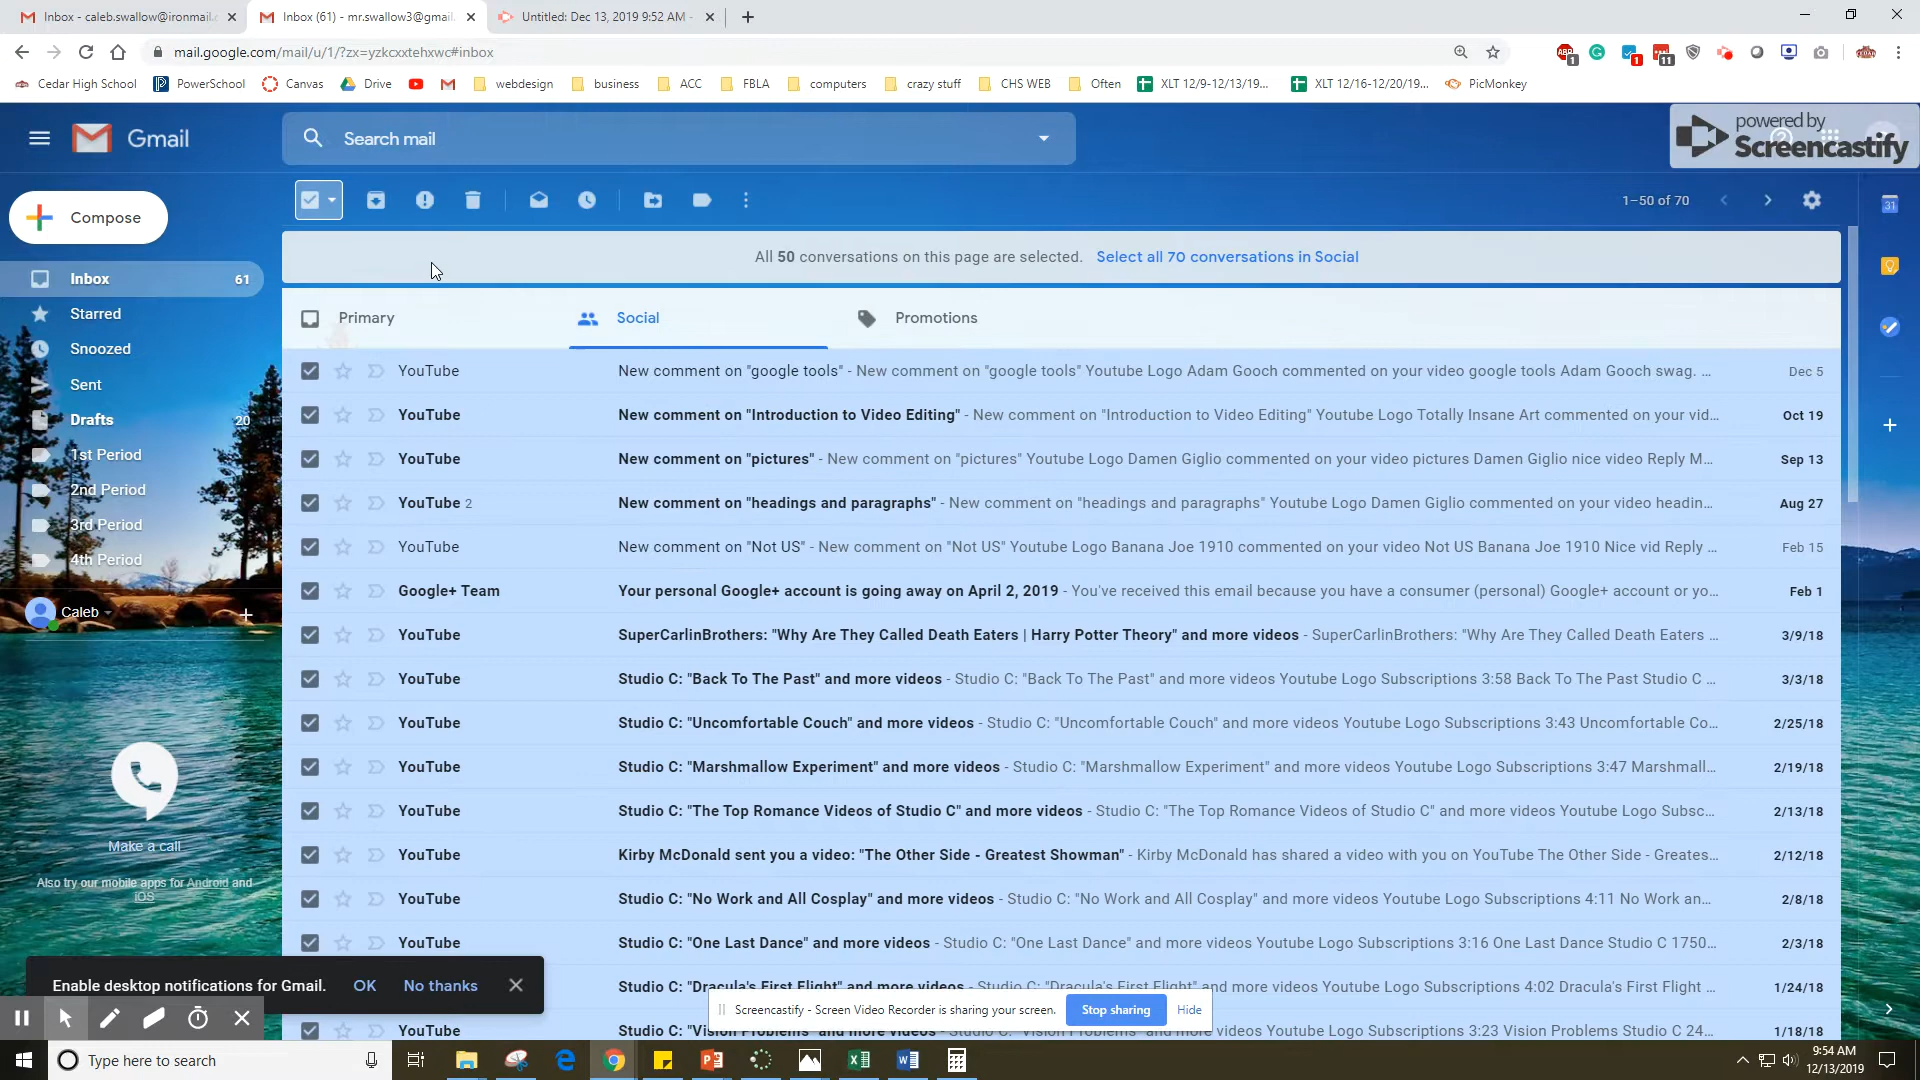 Inbox - caleb.swallow@ironmail.c
Inbox (61) - mr.swallow3@gmail.
Untitled: Dec 13, 2019 9:52 AM -
mail.google.com/mail/u/1/?zx=yzkcxxtehxwc#inbox
ABP 1
1
11
Cedar High School
PowerSchool
Canvas
Drive
webdesign
business
ACC
FBLA
computers
crazy stuff
CHS WEB
Often
XLT 12/9-12/13/19...
XLT 12/16-12/20/19...
PicMonkey
Gmail
Search mail
powered by
Screencastify
Compose
1–50 of 70
31
All 50 conversations on this page are selected. Select all 70 conversations in Social
Inbox 61
Starred
Snoozed
Sent
Drafts 20
1st Period
2nd Period
3rd Period
4th Period
Caleb
Make a call
Also try our mobile apps for Android and
iOS
Primary
Social
Promotions
YouTube New comment on "google tools" - New comment on "google tools" Youtube Logo Adam Gooch commented on your video google tools Adam Gooch swag. ... Dec 5
YouTube New comment on "Introduction to Video Editing" - New comment on "Introduction to Video Editing" Youtube Logo Totally Insane Art commented on your vid... Oct 19
YouTube New comment on "pictures" - New comment on "pictures" Youtube Logo Damen Giglio commented on your video pictures Damen Giglio nice video Reply M... Sep 13
YouTube 2 New comment on "headings and paragraphs" - New comment on "headings and paragraphs" Youtube Logo Damen Giglio commented on your video headin... Aug 27
YouTube New comment on "Not US" - New comment on "Not US" Youtube Logo Banana Joe 1910 commented on your video Not US Banana Joe 1910 Nice vid Reply ... Feb 15
Google+ Team Your personal Google+ account is going away on April 2, 2019 - You've received this email because you have a consumer (personal) Google+ account or yo... Feb 1
YouTube SuperCarlinBrothers: "Why Are They Called Death Eaters | Harry Potter Theory" and more videos - SuperCarlinBrothers: "Why Are They Called Death Eaters ... 3/9/18
YouTube Studio C: "Back To The Past" and more videos - Studio C: "Back To The Past" and more videos Youtube Logo Subscriptions 3:58 Back To The Past Studio C ... 3/3/18
YouTube Studio C: "Uncomfortable Couch" and more videos - Studio C: "Uncomfortable Couch" and more videos Youtube Logo Subscriptions 3:43 Uncomfortable Co... 2/25/18
YouTube Studio C: "Marshmallow Experiment" and more videos - Studio C: "Marshmallow Experiment" and more videos Youtube Logo Subscriptions 3:47 Marshmall... 2/19/18
YouTube Studio C: "The Top Romance Videos of Studio C" and more videos - Studio C: "The Top Romance Videos of Studio C" and more videos Youtube Logo Subsc... 2/13/18
YouTube Kirby McDonald sent you a video: "The Other Side - Greatest Showman" - Kirby McDonald has shared a video with you on YouTube The Other Side - Greates... 2/12/18
YouTube Studio C: "No Work and All Cosplay" and more videos - Studio C: "No Work and All Cosplay" and more videos Youtube Logo Subscriptions 4:11 No Work an... 2/8/18
YouTube Studio C: "One Last Dance" and more videos - Studio C: "One Last Dance" and more videos Youtube Logo Subscriptions 3:16 One Last Dance Studio C 1750... 2/3/18
Studio C: "Dracula's First Flight" and more videos - Studio C: "Dracula's First Flight" and more videos Youtube Logo Subscriptions 4:02 Dracula's First Flight ... 1/24/18
YouTube Studio C: "Vision Problems" and more videos Youtube Logo Subscriptions 3:23 Vision Problems Studio C 24... 1/18/18
Enable desktop notifications for Gmail. OK No thanks
Screencastify - Screen Video Recorder is sharing your screen. Stop sharing Hide
Type here to search
9:54 AM
12/13/2019